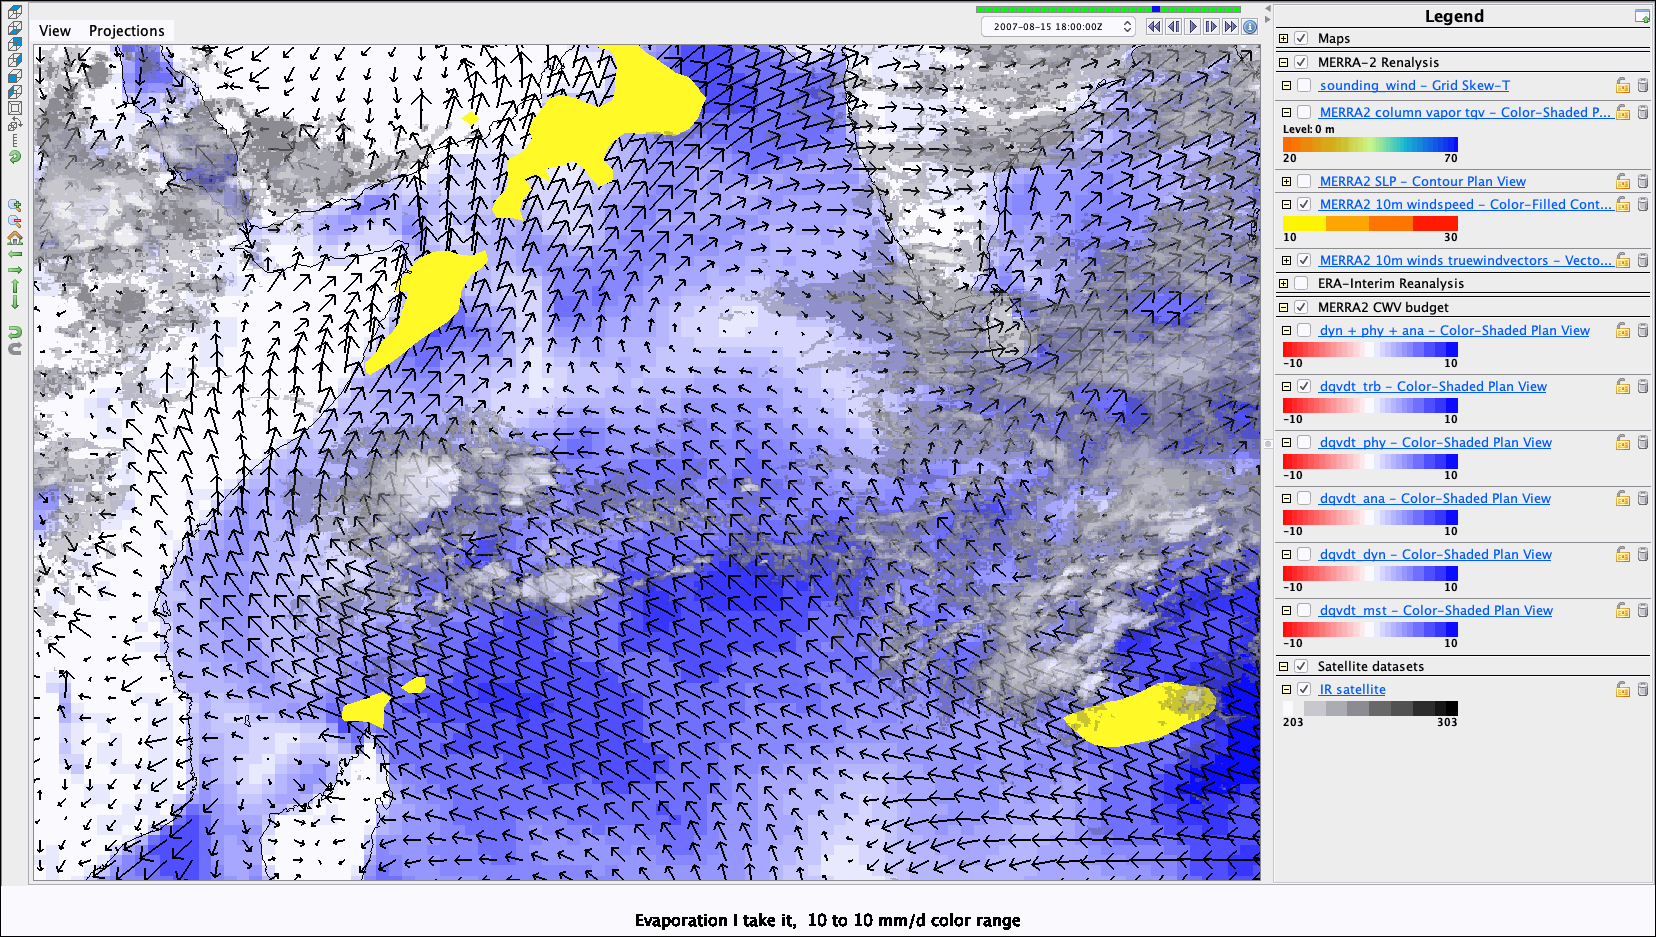 View Projections
2007-08-15 18:00:00Z
Legend
Maps
MERRA-2 Renalysis
sounding_wind - Grid Skew-T
MERRA2 column vapor tqv - Color-Shaded P...
Level: 0 m
20 70
MERRA2 SLP - Contour Plan View
MERRA2 10m windspeed - Color-Filled Cont...
10 30
MERRA2 10m winds truewindvectors - Vecto...
ERA-Interim Reanalysis
MERRA2 CWV budget
dyn + phy + ana - Color-Shaded Plan View
-10 10
dqvdt_trb - Color-Shaded Plan View
-10 10
dqvdt_phy - Color-Shaded Plan View
-10 10
dqvdt_ana - Color-Shaded Plan View
-10 10
dqvdt_dyn - Color-Shaded Plan View
-10 10
dqvdt_mst - Color-Shaded Plan View
-10 10
Satellite datasets
IR satellite
203 303
Evaporation I take it, 10 to 10 mm/d color range